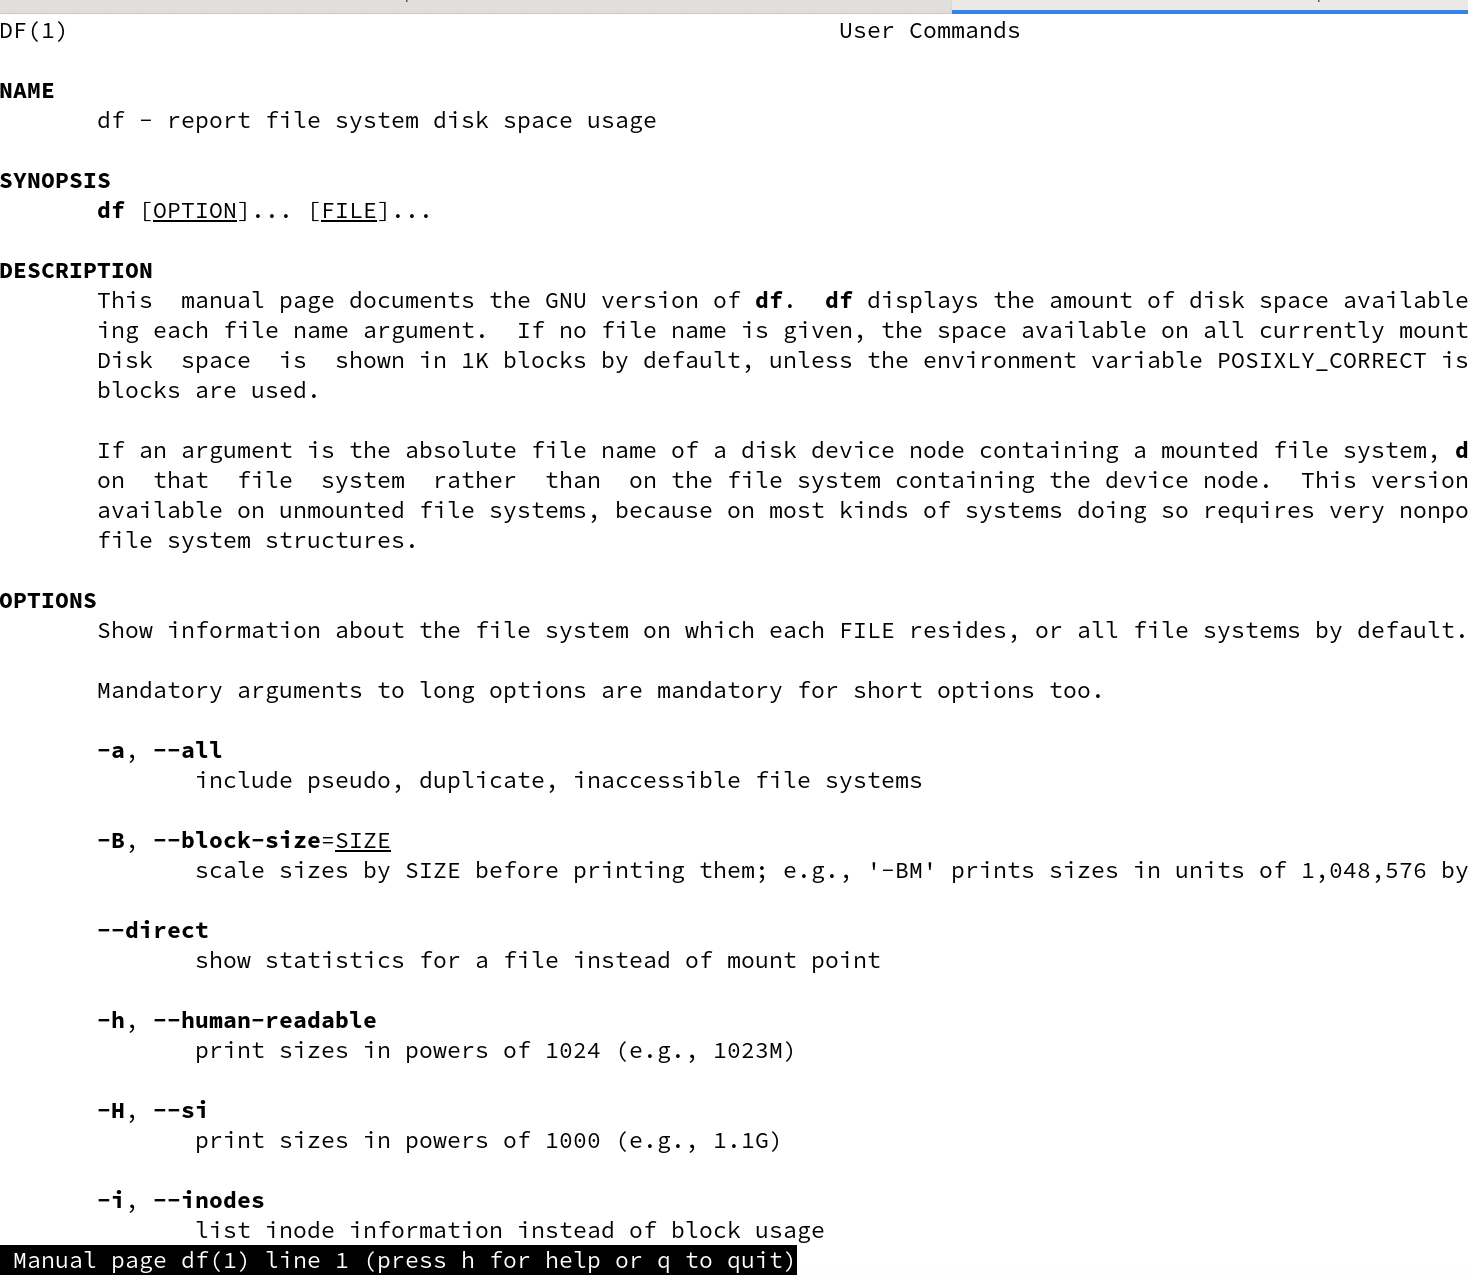 DF(1) User Commands
NAME
df - report file system disk space usage
SYNOPSIS
df [OPTION]... [FILE]...
DESCRIPTION
This manual page documents the GNU version of df. df displays the amount of disk space available
ing each file name argument. If no file name is given, the space available on all currently mount
Disk space is shown in 1K blocks by default, unless the environment variable POSIXLY_CORRECT is
blocks are used.
If an argument is the absolute file name of a disk device node containing a mounted file system, d
on that file system rather than on the file system containing the device node. This version
available on unmounted file systems, because on most kinds of systems doing so requires very nonpo
file system structures.
OPTIONS
Show information about the file system on which each FILE resides, or all file systems by default.
Mandatory arguments to long options are mandatory for short options too.
-a, --all
include pseudo, duplicate, inaccessible file systems
-B, --block-size=SIZE
scale sizes by SIZE before printing them; e.g., '-BM' prints sizes in units of 1,048,576 by
--direct
show statistics for a file instead of mount point
-h, --human-readable
print sizes in powers of 1024 (e.g., 1023M)
-H, --si
print sizes in powers of 1000 (e.g., 1.1G)
-i, --inodes
list inode information instead of block usage
Manual page df(1) line 1 (press h for help or q to quit)